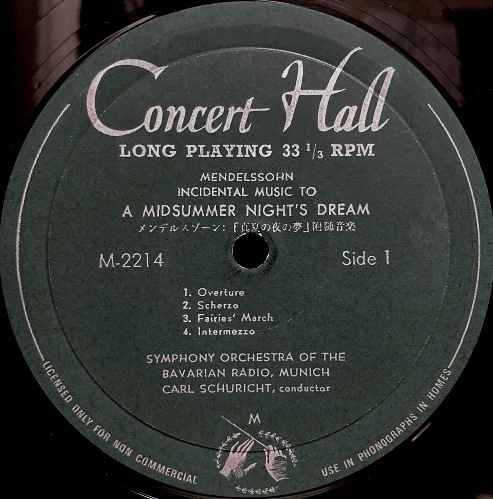 Concert Hall
LONG PLAYING 33 1/3 RPM
MENDELSSOHN
INCIDENTAL MUSIC TO
A MIDSUMMER NIGHT'S DREAM
メンデルスゾーン:「真夏の夜の夢」附随音楽
M-2214 Side 1
1. Overture
2. Scherzo
3. Fairies' March
4. Intermezzo
SYMPHONY ORCHESTRA OF THE
BAVARIAN RADIO, MUNICH
CARL SCHURICHT, conductor
M
LICENSED ONLY FOR NON COMMERCIAL USE IN PHONOGRAPHS IN HOMES